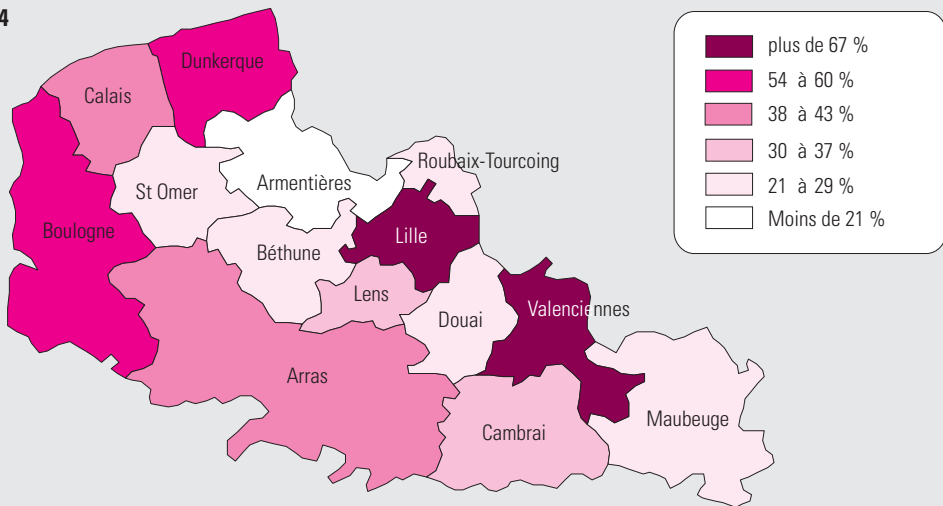 4
plus de 67 %
54 à 60 %
38 à 43 %
30 à 37 %
21 à 29 %
Moins de 21 %
Dunkerque
Calais
Roubaix-Tourcoing
Armentières
St Omer
Boulogne
Lille
Béthune
Lens
Valenciennes
Douai
Arras
Maubeuge
Cambrai